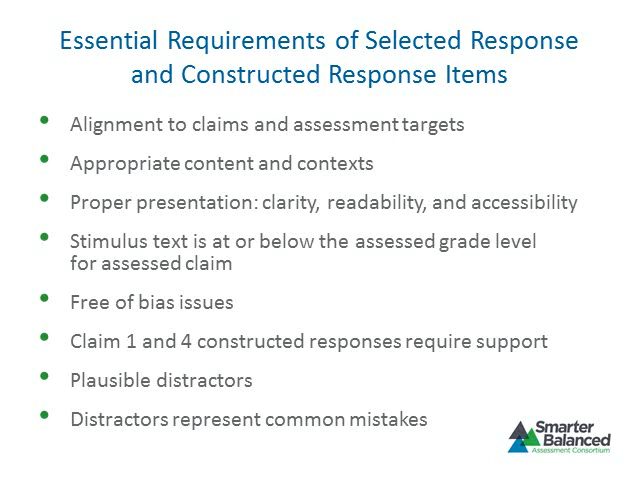 Essential Requirements of Selected Response
and Constructed Response Items
• Alignment to claims and assessment targets
• Appropriate content and contexts
• Proper presentation: clarity, readability, and accessibility
• Stimulus text is at or below the assessed grade level
for assessed claim
• Free of bias issues
• Claim 1 and 4 constructed responses require support
• Plausible distractors
• Distractors represent common mistakes
Smarter
Balanced
Assessment Consortium